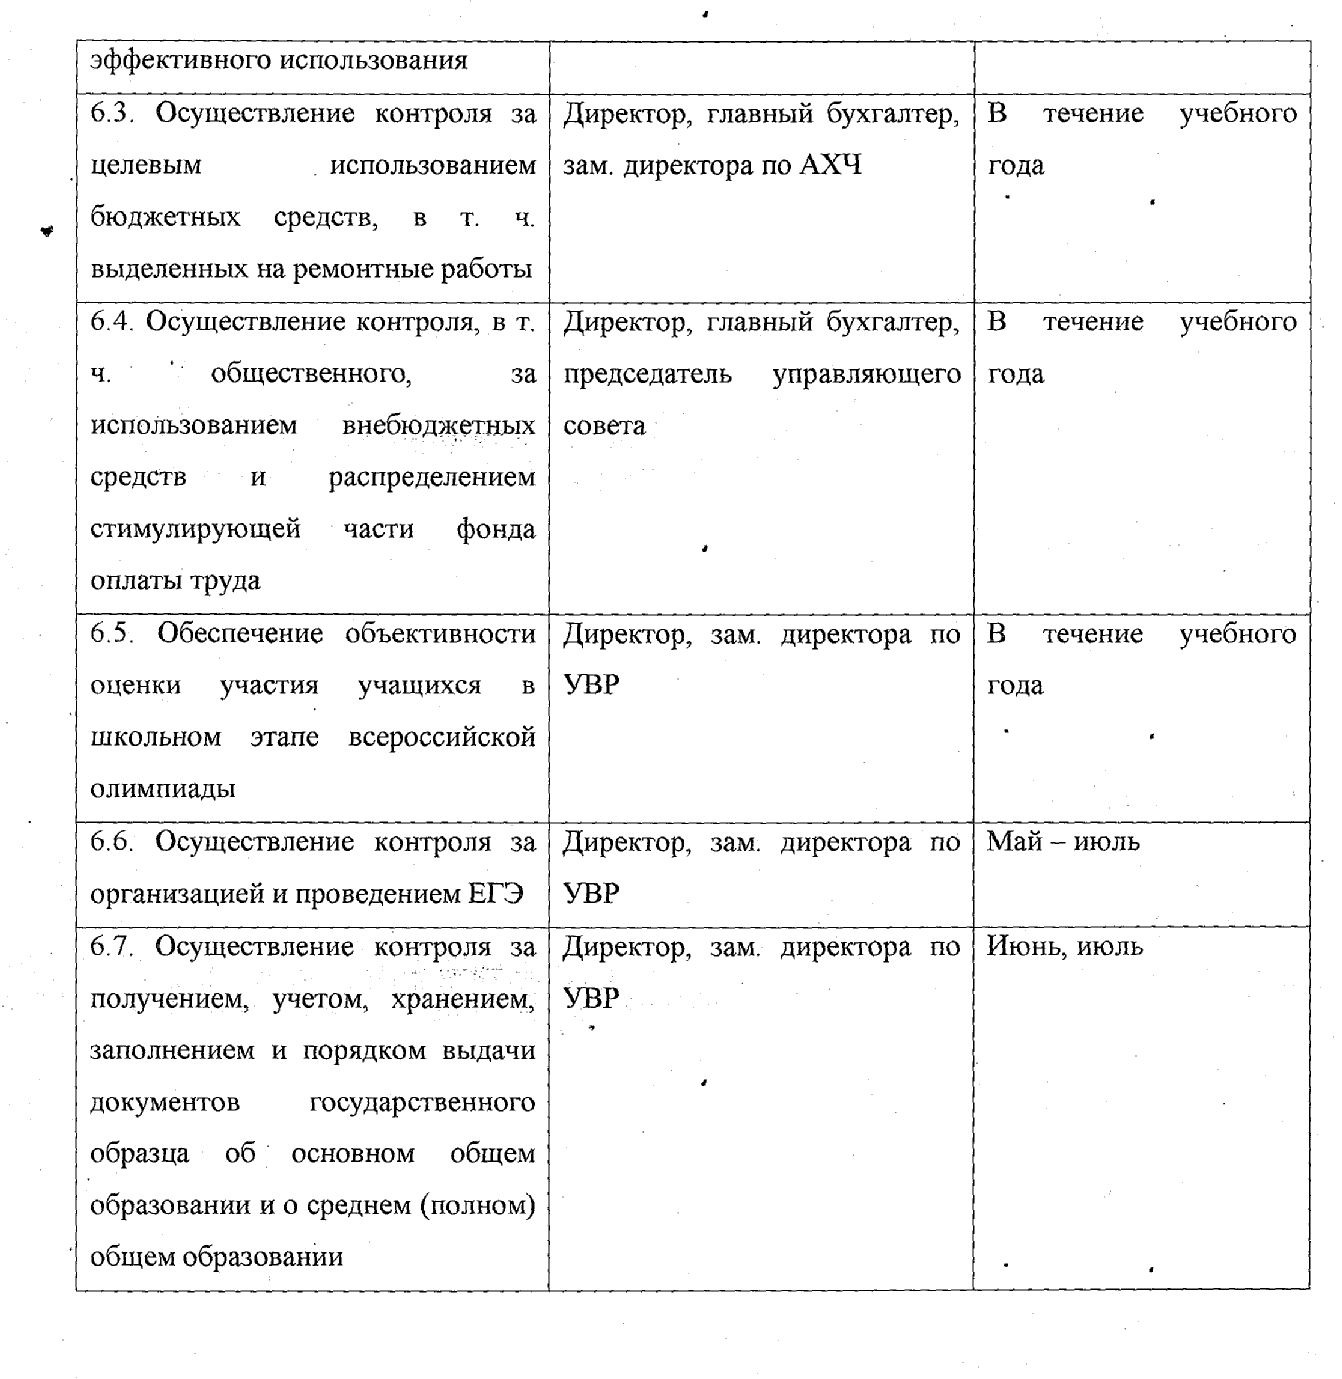 эффективного использования
6.3. Осуществление контроля за
целевым использованием
бюджетных средств, в т. ч.
выделенных на ремонтные работы
Директор, главный бухгалтер,
зам. директора по АХЧ
В течение учебного
года
6.4. Осуществление контроля, в т.
ч. общественного, за
использованием внебюджетных
средств и распределением
стимулирующей части фонда
оплаты труда
Директор, главный бухгалтер,
председатель управляющего
совета
В течение учебного
года
6.5. Обеспечение объективности
оценки участия учащихся в
школьном этапе всероссийской
олимпиады
Директор, зам. директора по
УВР
В течение учебного
года
6.6. Осуществление контроля за
организацией и проведением ЕГЭ
Директор, зам. директора по
УВР
Май – июль
6.7. Осуществление контроля за
получением, учетом, хранением,
заполнением и порядком выдачи
документов государственного
образца об основном общем
образовании и о среднем (полном)
общем образовании
Директор, зам. директора по
УВР
Июнь, июль